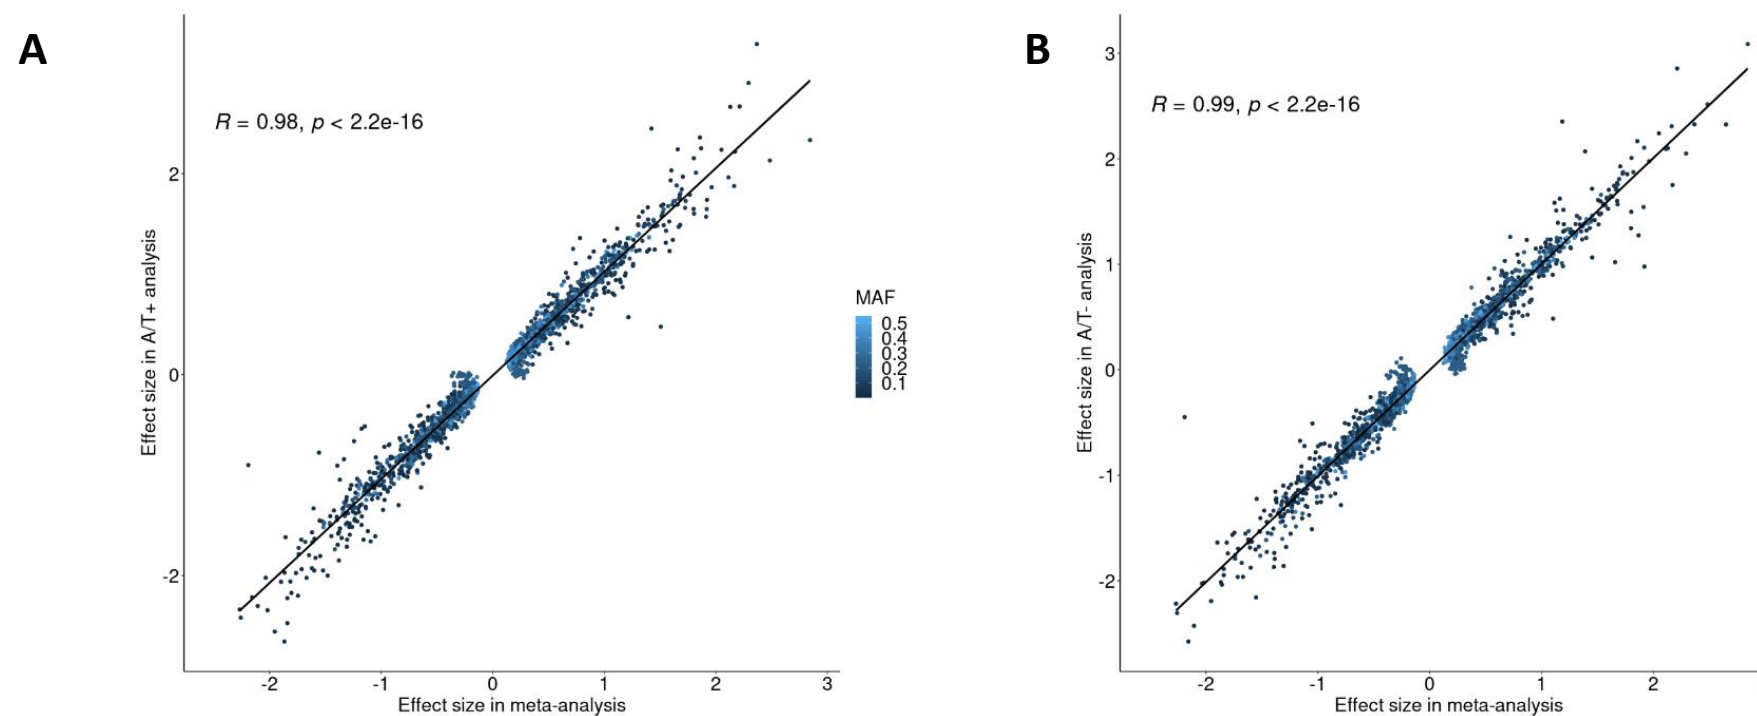 A
R = 0.98, p < 2.2e-16
Effect size in A/T+ analysis
2
0
-2
-2
-1
0
1
2
3
Effect size in meta-analysis
MAF
0.5
0.4
0.3
0.2
0.1
B
R = 0.99, p < 2.2e-16
Effect size in A/T- analysis
3
2
1
0
-1
-2
-2
-1
0
1
2
Effect size in meta-analysis